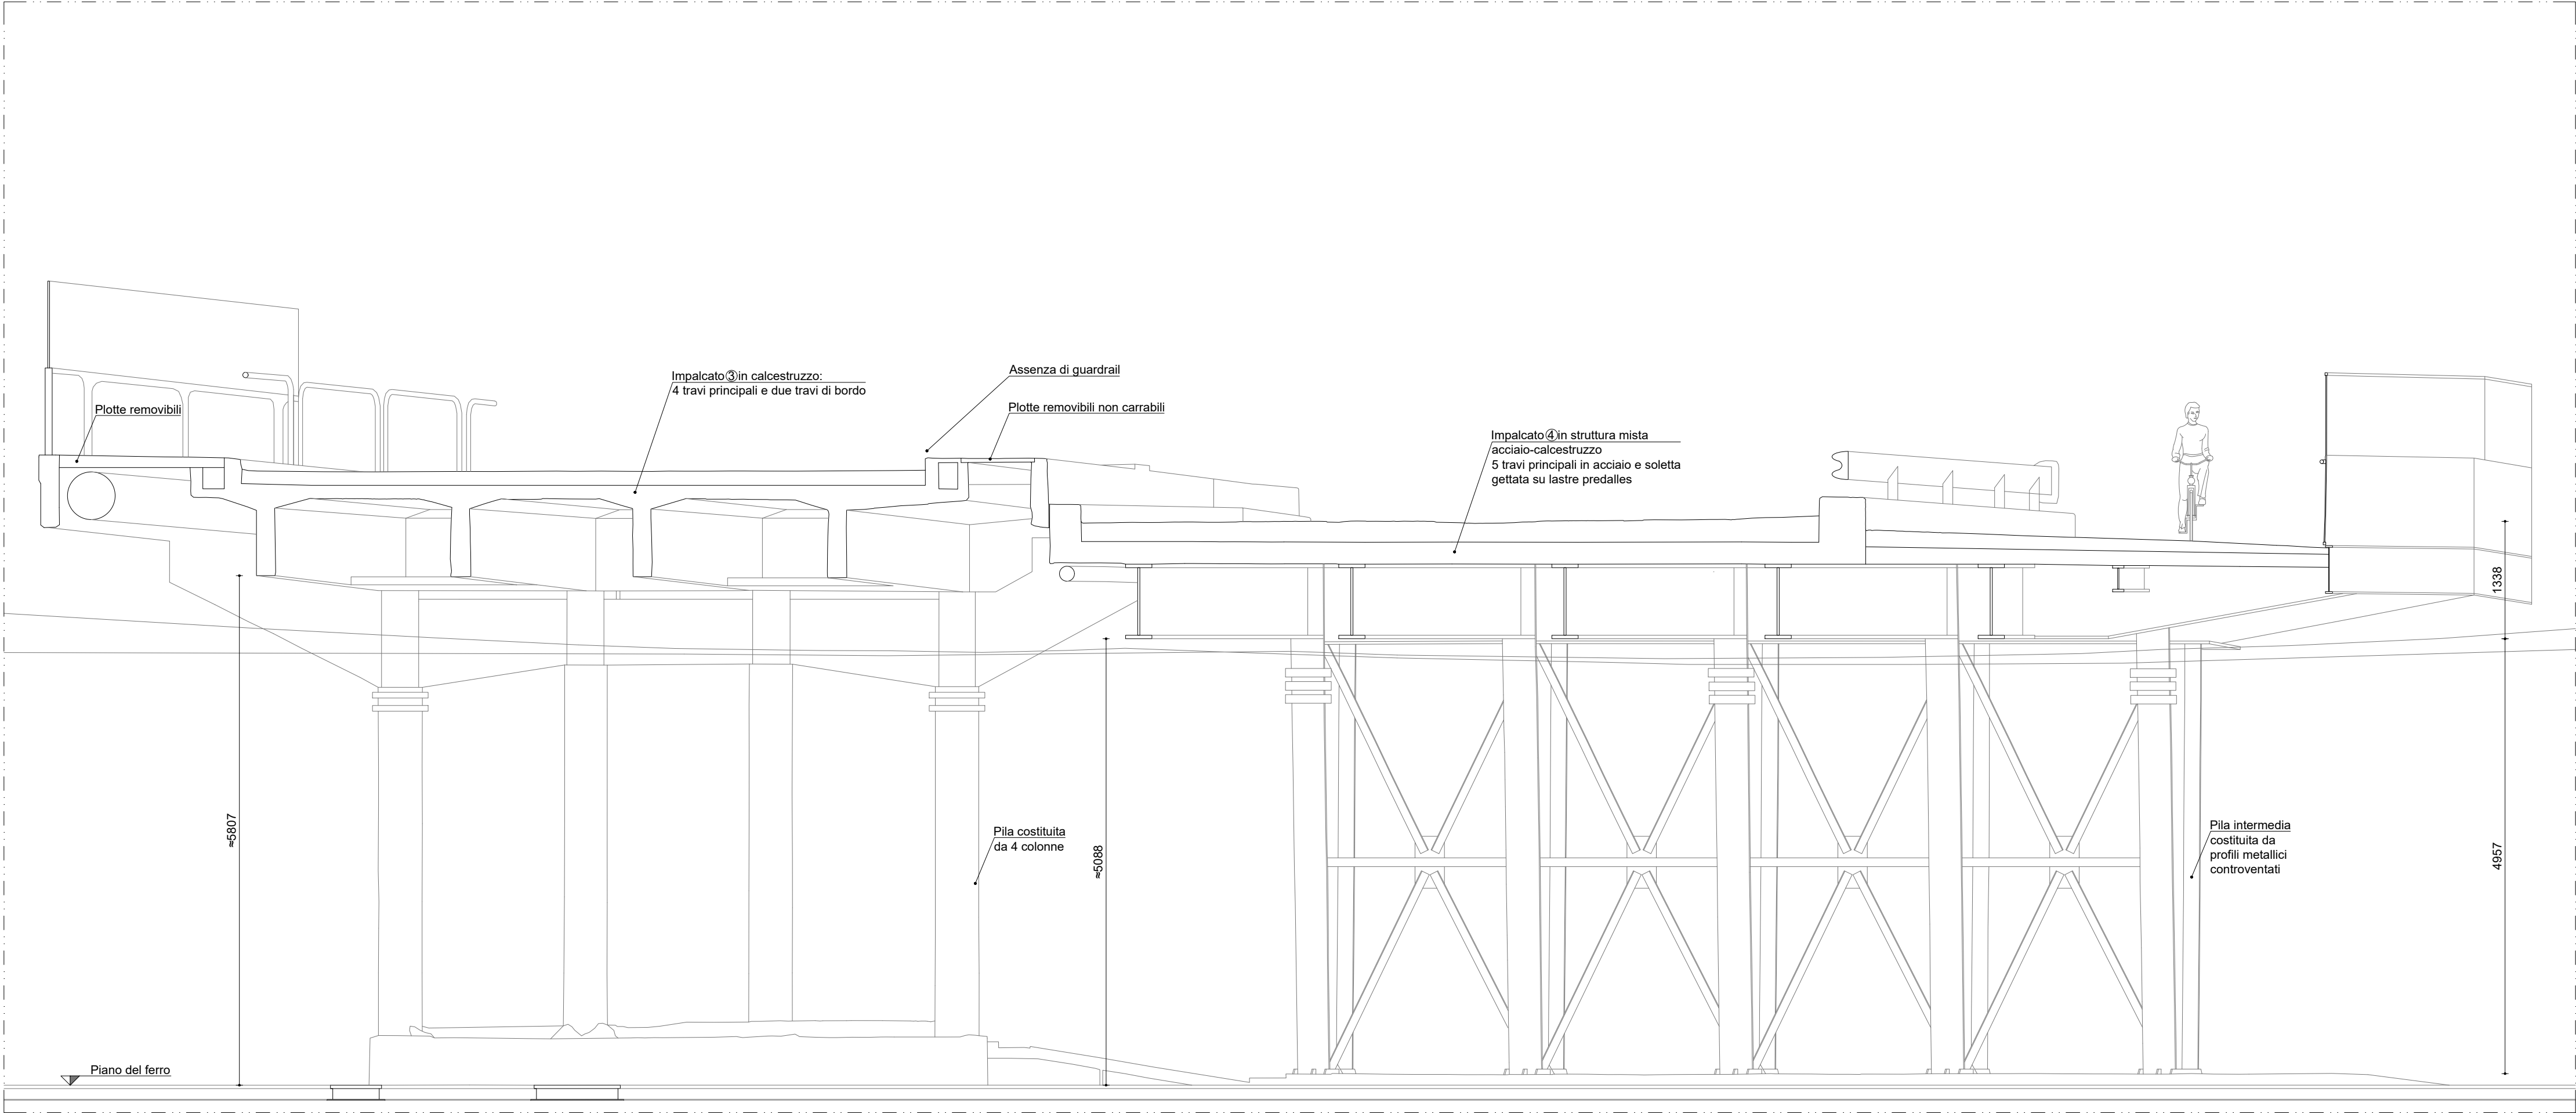 Impalcato③in calcestruzzo:
4 travi principali e due travi di bordo
Assenza di guardrail
Plotte removibili
Plotte removibili non carrabili
Impalcato④in struttura mista
acciaio-calcestruzzo
5 travi principali in acciaio e soletta
gettata su lastre predalles
1338
≈5807
Pila costituita
da 4 colonne
≈5088
Pila intermedia
costituita da
profili metallici
controventati
4957
Piano del ferro